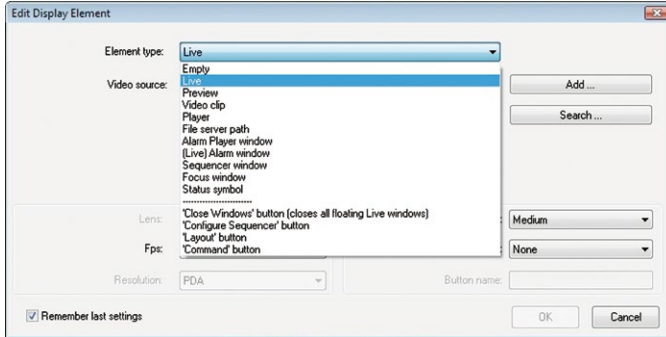 Edit Display Element
Element type: Live
Empty
Video source: Live Add ...
Preview
Video clip
Player Search ...
File server path
Alarm Player window
(Live) Alarm window
Sequencer window
Focus window
Status symbol
-------------------------
'Close Windows' button (closes all floating Live windows)
Lens: : Medium
'Configure Sequencer' button
'Layout' button
Fps: 'Command' button : None
Resolution: PDA Button name:
Remember last settings OK Cancel